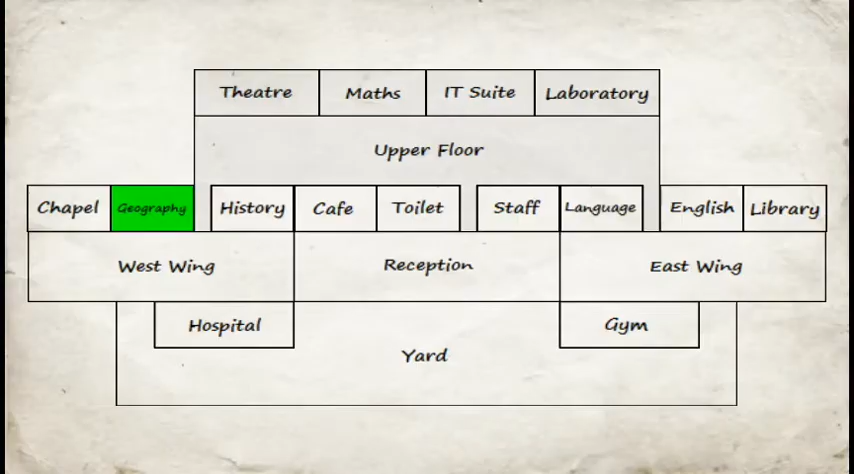 Theatre
Maths
IT Suite
Laboratory
Upper Floor
Chapel
Geography
History
Cafe
Toilet
Staff
Language
English
Library
West Wing
Reception
East Wing
Hospital
Gym
Yard